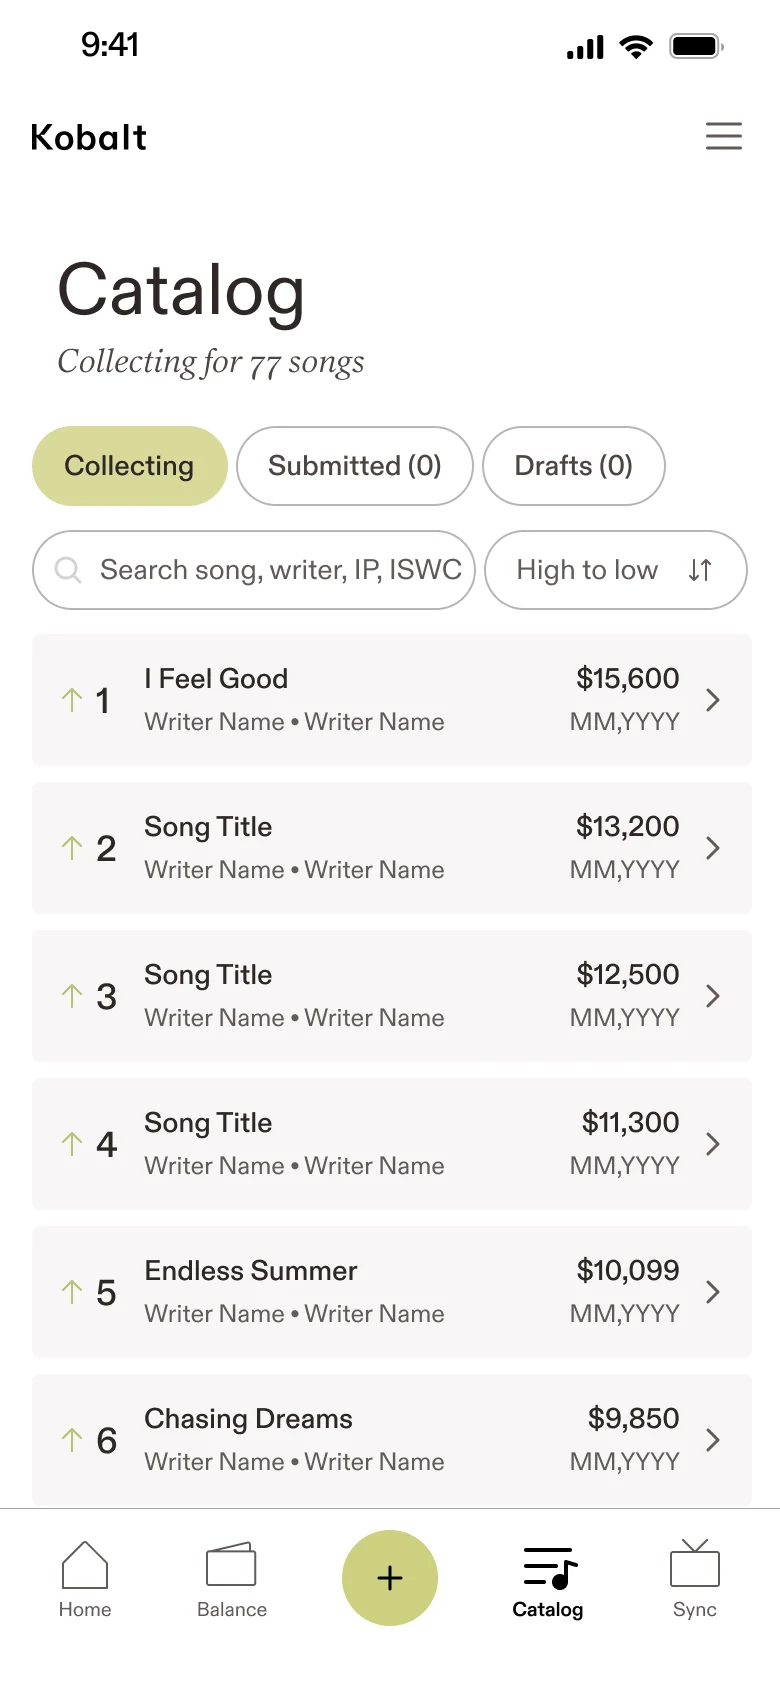 9:41
Kobalt
Catalog
Collecting for 77 songs
Collecting
Submitted (0)
Drafts (0)
Search song, writer, IP, ISWC
High to low
1
I Feel Good
Writer Name • Writer Name
$15,600
MM,YYYY
2
Song Title
Writer Name • Writer Name
$13,200
MM,YYYY
3
Song Title
Writer Name • Writer Name
$12,500
MM,YYYY
4
Song Title
Writer Name • Writer Name
$11,300
MM,YYYY
5
Endless Summer
Writer Name • Writer Name
$10,099
MM,YYYY
6
Chasing Dreams
Writer Name • Writer Name
$9,850
MM,YYYY
Home
Balance
+
Catalog
Sync